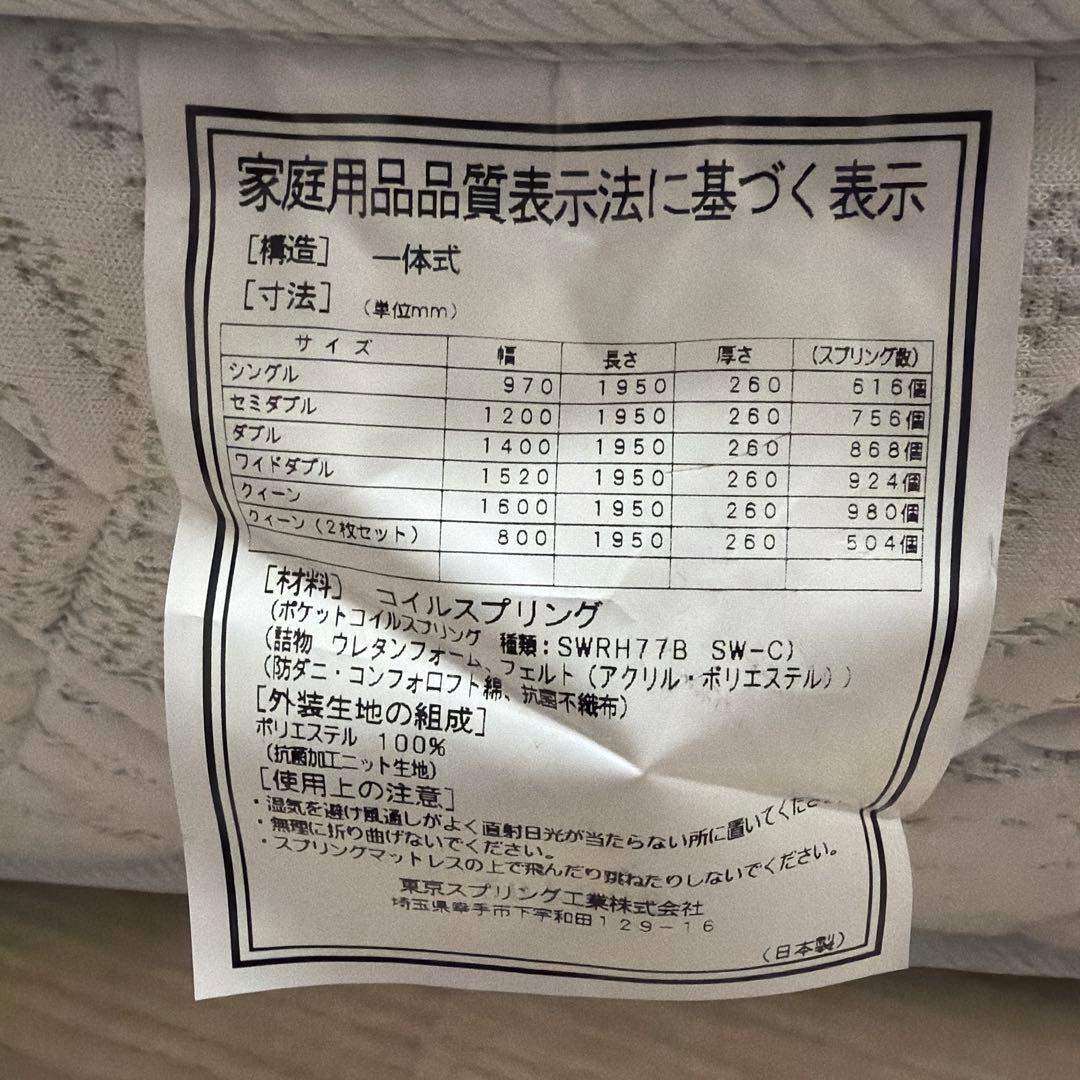 家庭用品品質表示法に基づく表示
[構造] 一体式
[寸法] (単位mm)
サイズ 幅 長さ 厚さ (スプリング数)
シングル 970 1950 260 616個
セミダブル 1200 1950 260 756個
ダブル 1400 1950 260 868個
ワイドダブル 1520 1950 260 924個
クィーン 1600 1950 260 980個
クィーン(2枚セット) 800 1950 260 504個
[材料] コイルスプリング
(ポケットコイルスプリング 種類:SWRH77B SW-C)
(詰物 ウレタンフォーム、フェルト(アクリル・ポリエステル))
(防ダニ・コンフォロフト綿、抗菌不織布)
[外装生地の組成]
ポリエステル 100%
(抗菌加工ニット生地)
[使用上の注意]
・湿気を避け風通しがよく直射日光が当たらない所に置いてくださ
・無理に折り曲げないでください。
・スプリングマットレスの上で飛んだり跳ねたりしないでください。
東京スプリング工業株式会社
埼玉県幸手市下宇和田129-16
(日本製)